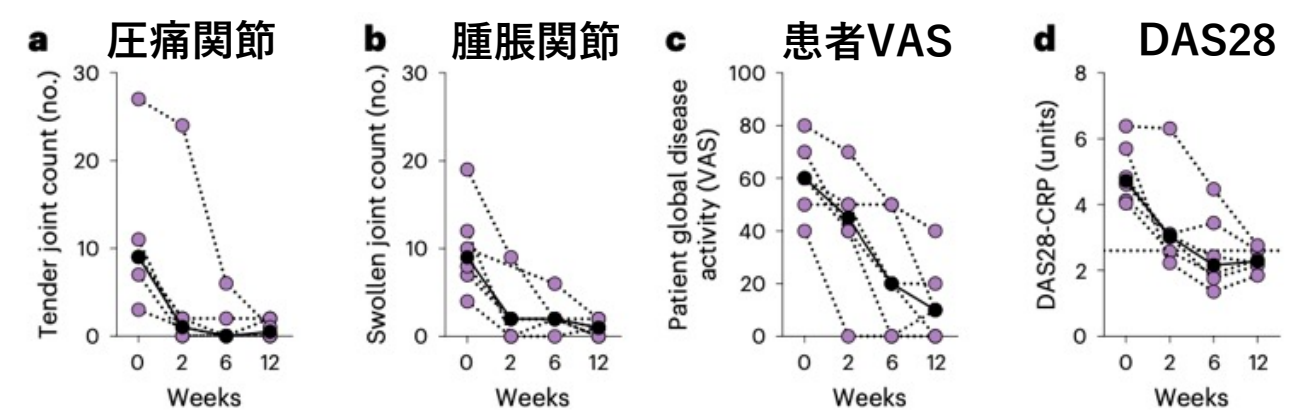 a 圧痛関節
Tender joint count (no.)
30
20
10
0
0 2 6 12
Weeks
b 腫脹関節
Swollen joint count (no.)
30
20
10
0
0 2 6 12
Weeks
c 患者VAS
Patient global disease
activity (VAS)
100
80
60
40
20
0
0 2 6 12
Weeks
d DAS28
DAS28-CRP (units)
8
6
4
2
0
0 2 6 12
Weeks